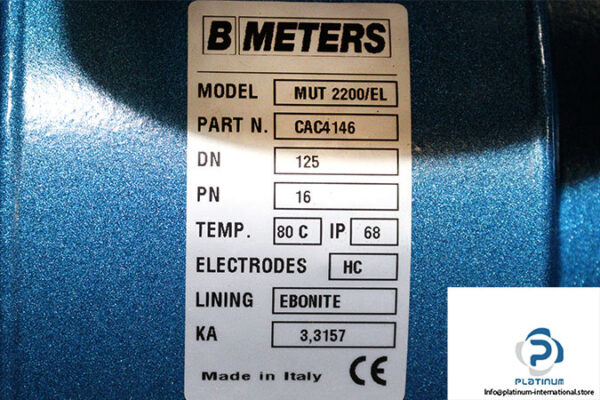 B METERS
MODEL MUT 2200/EL
PART N. CAC4146
DN 125
PN 16
TEMP. 80 C IP 68
ELECTRODES HC
LINING EBONITE
KA 3,3157
Made in Italy CE
P
PLATINUM
Info@platinum-international.store